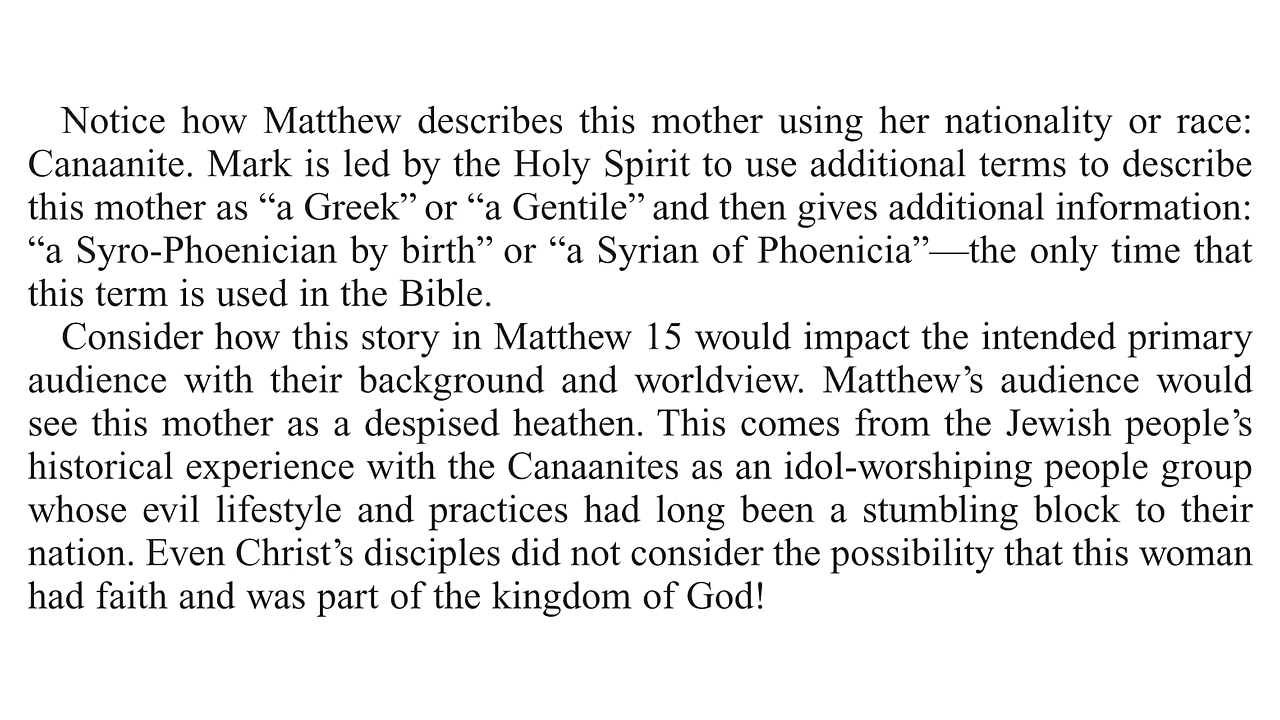 Notice how Matthew describes this mother using her nationality or race:
Canaanite. Mark is led by the Holy Spirit to use additional terms to describe
this mother as “a Greek” or “a Gentile” and then gives additional information:
“a Syro-Phoenician by birth” or “a Syrian of Phoenicia”—the only time that
this term is used in the Bible.
Consider how this story in Matthew 15 would impact the intended primary
audience with their background and worldview. Matthew’s audience would
see this mother as a despised heathen. This comes from the Jewish people’s
historical experience with the Canaanites as an idol-worshiping people group
whose evil lifestyle and practices had long been a stumbling block to their
nation. Even Christ’s disciples did not consider the possibility that this woman
had faith and was part of the kingdom of God!